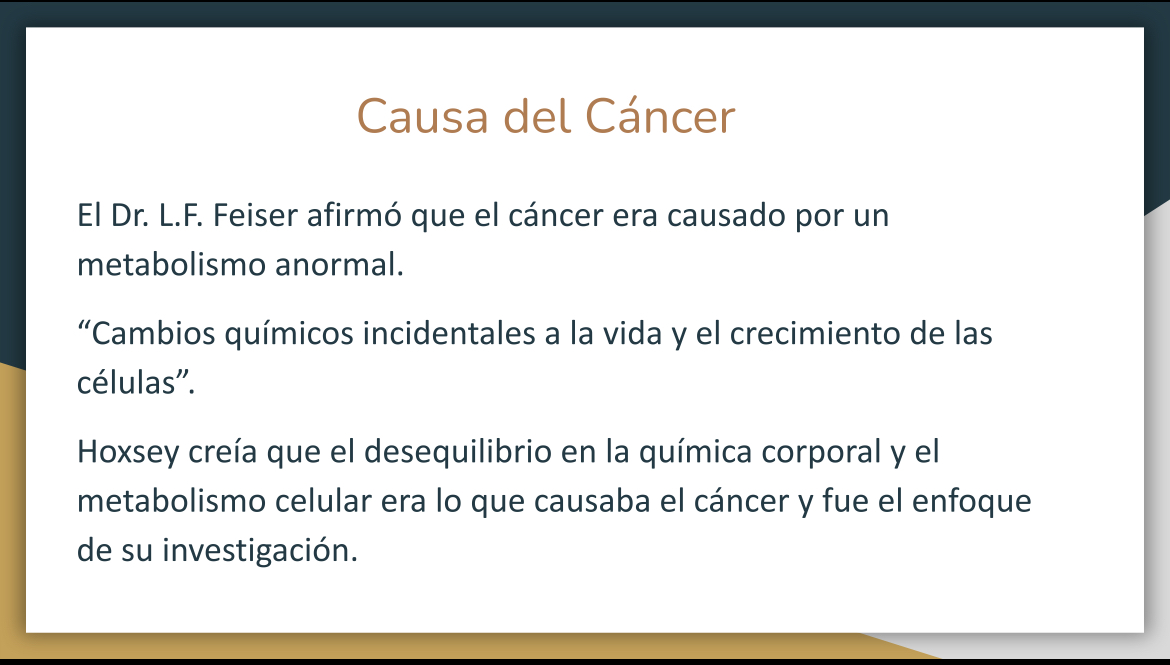 Causa del Cáncer
El Dr. L.F. Feiser afirmó que el cáncer era causado por un
metabolismo anormal.
“Cambios químicos incidentales a la vida y el crecimiento de las
células”.
Hoxsey creía que el desequilibrio en la química corporal y el
metabolismo celular era lo que causaba el cáncer y fue el enfoque
de su investigación.